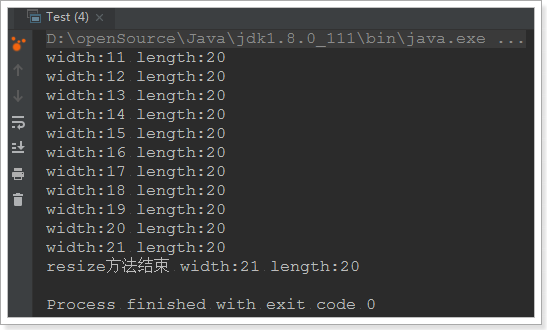 Test (4)
D:\openSource\Java\jdk1.8.0_111\bin\java.exe ...
width:11 length:20
width:12 length:20
width:13 length:20
width:14 length:20
width:15 length:20
width:16 length:20
width:17 length:20
width:18 length:20
width:19 length:20
width:20 length:20
width:21 length:20
resize方法结束 width:21 length:20
Process finished with exit code 0